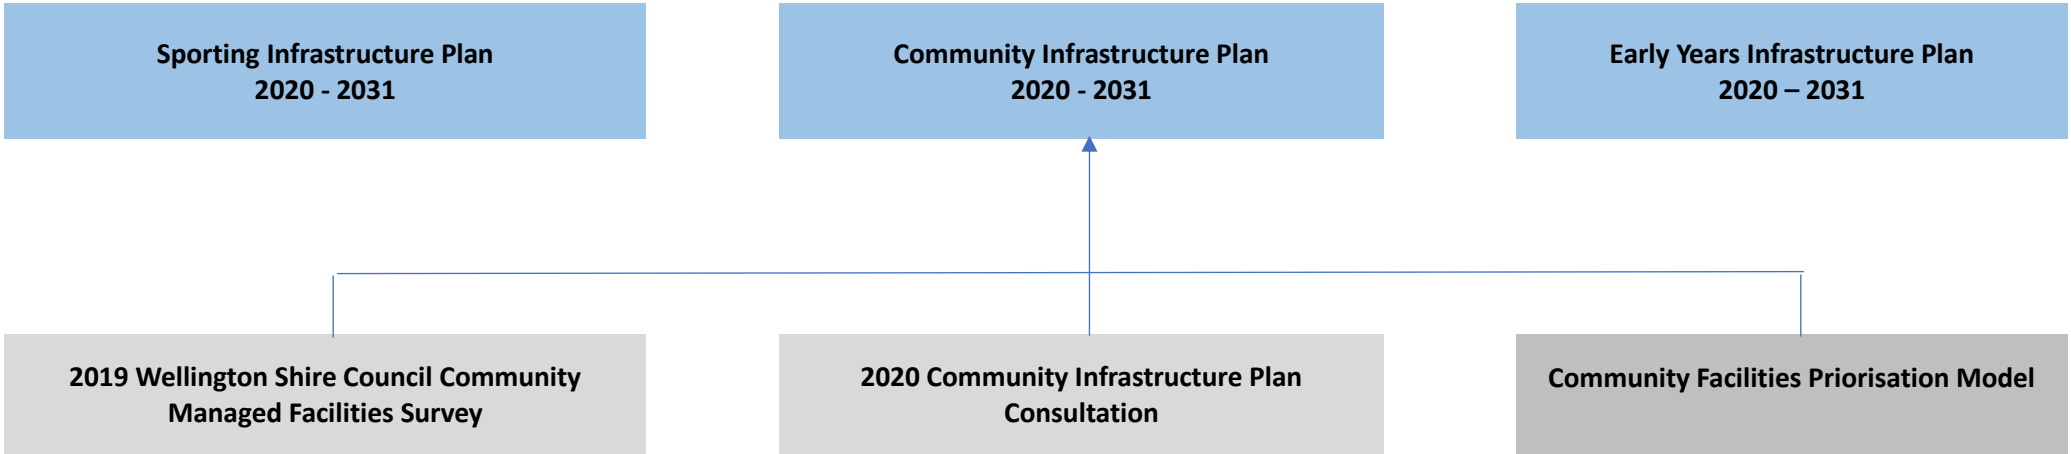 Sporting Infrastructure Plan
2020 - 2031
Community Infrastructure Plan
2020 - 2031
Early Years Infrastructure Plan
2020 – 2031
2019 Wellington Shire Council Community
Managed Facilities Survey
2020 Community Infrastructure Plan
Consultation
Community Facilities Priorisation Model